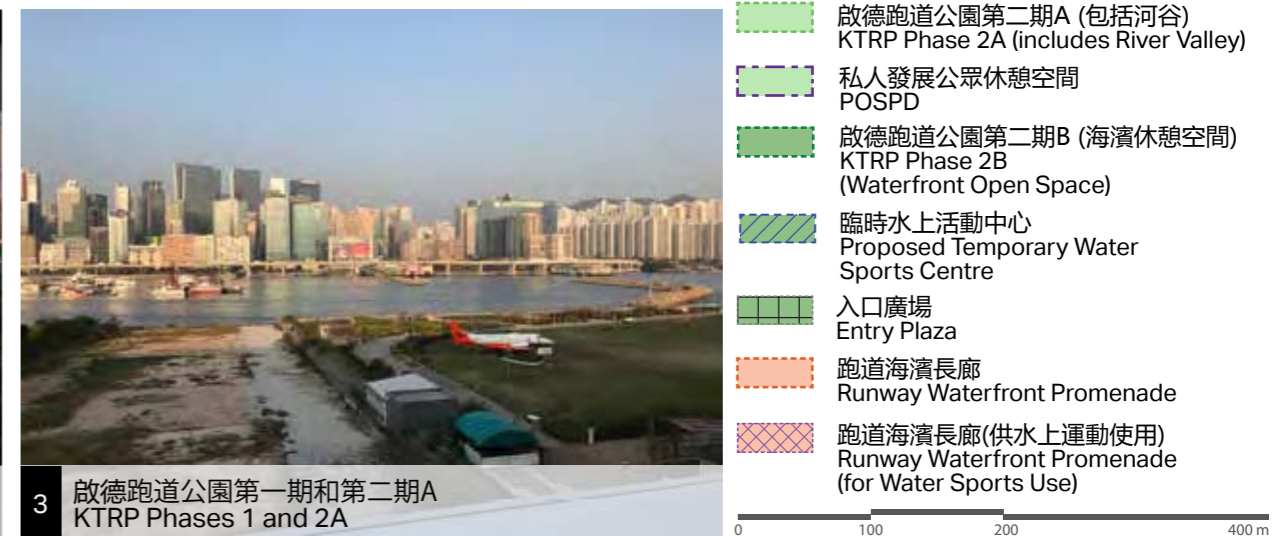 啟德跑道公園第二期A (包括河谷)
KTRP Phase 2A (includes River Valley)
私人發展公眾休憩空間
POSPD
啟德跑道公園第二期B (海濱休憩空間)
KTRP Phase 2B
(Waterfront Open Space)
臨時水上活動中心
Proposed Temporary Water
Sports Centre
入口廣場
Entry Plaza
跑道海濱長廊
Runway Waterfront Promenade
跑道海濱長廊(供水上運動使用)
Runway Waterfront Promenade
(for Water Sports Use)
0 100 200 400 m
3
啟德跑道公園第一期和第二期A
KTRP Phases 1 and 2A